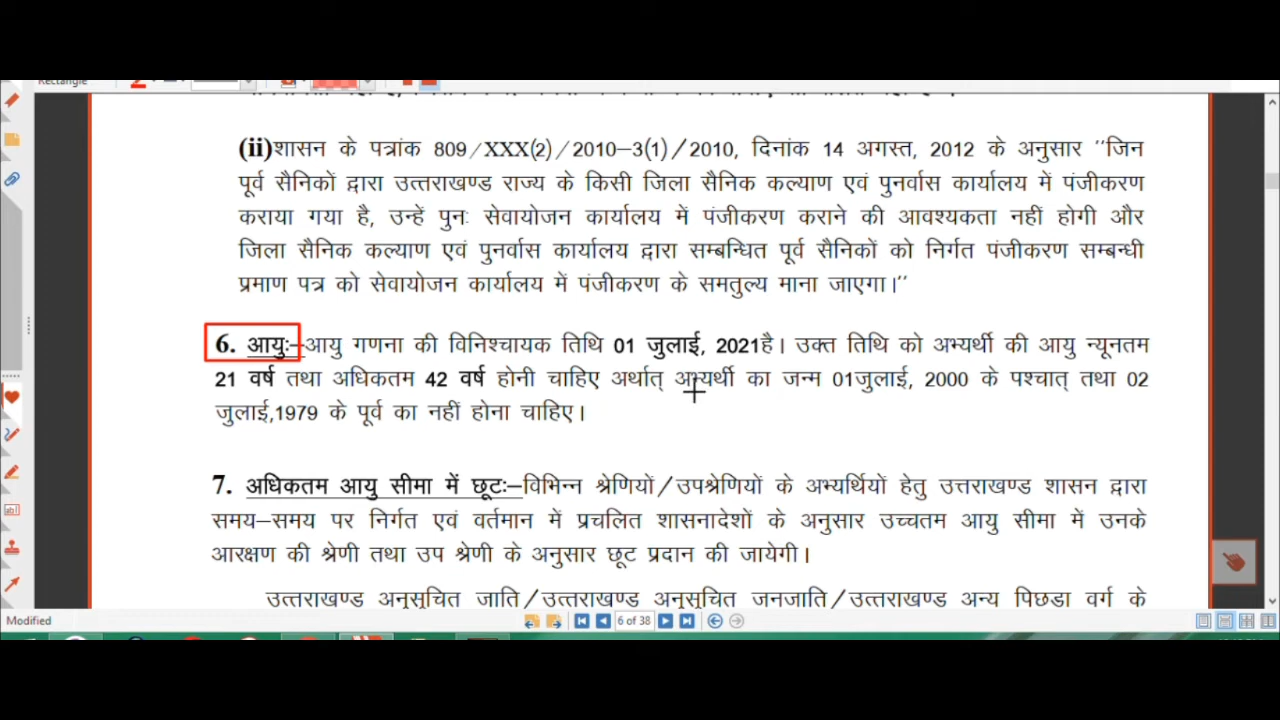 Rectangle
(ii)शासन के पत्रांक 809/XXX(2)/2010–3(1)/2010, दिनांक 14 अगस्त, 2012 के अनुसार ‘‘जिन
पूर्व सैनिकों द्वारा उत्तराखण्ड राज्य के किसी जिला सैनिक कल्याण एवं पुनर्वास कार्यालय में पंजीकरण
कराया गया है, उन्हें पुनः सेवायोजन कार्यालय में पंजीकरण कराने की आवश्यकता नहीं होगी और
जिला सैनिक कल्याण एवं पुनर्वास कार्यालय द्वारा सम्बन्धित पूर्व सैनिकों को निर्गत पंजीकरण सम्बन्धी
प्रमाण पत्र को सेवायोजन कार्यालय में पंजीकरण के समतुल्य माना जाएगा।’’
6. आयुः–आयु गणना की विनिश्चायक तिथि 01 जुलाई, 2021है। उक्त तिथि को अभ्यर्थी की आयु न्यूनतम
21 वर्ष तथा अधिकतम 42 वर्ष होनी चाहिए अर्थात् अभ्यर्थी का जन्म 01जुलाई, 2000 के पश्चात् तथा 02
जुलाई,1979 के पूर्व का नहीं होना चाहिए।
7. अधिकतम आयु सीमा में छूटः–विभिन्न श्रेणियों/उपश्रेणियों के अभ्यर्थियों हेतु उत्तराखण्ड शासन द्वारा
समय–समय पर निर्गत एवं वर्तमान में प्रचलित शासनादेशों के अनुसार उच्चतम आयु सीमा में उनके
आरक्षण की श्रेणी तथा उप श्रेणी के अनुसार छूट प्रदान की जायेगी।
उत्तराखण्ड अनुसूचित जाति/उत्तराखण्ड अनुसूचित जनजाति/उत्तराखण्ड अन्य पिछडा वर्ग के
Modified
6 of 38